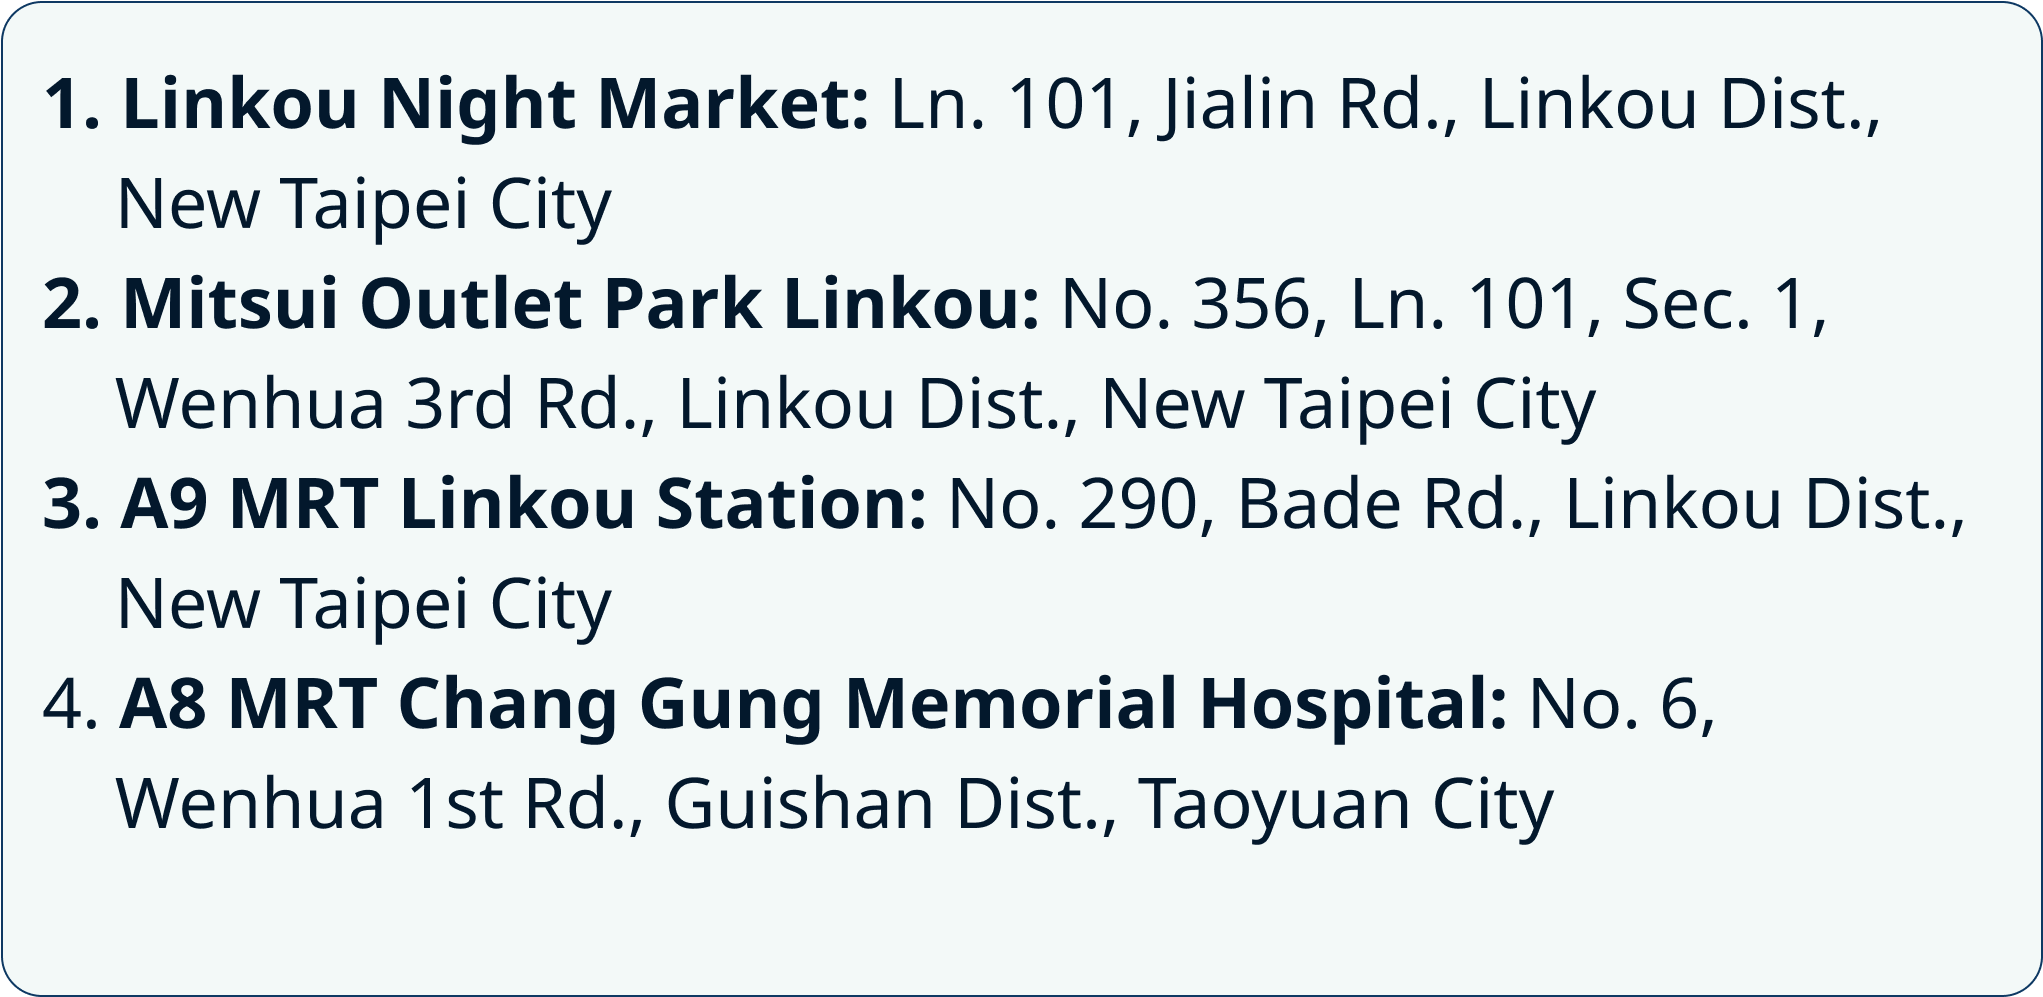 1. Linkou Night Market: Ln. 101, Jialin Rd., Linkou Dist.,
New Taipei City
2. Mitsui Outlet Park Linkou: No. 356, Ln. 101, Sec. 1,
Wenhua 3rd Rd., Linkou Dist., New Taipei City
3. A9 MRT Linkou Station: No. 290, Bade Rd., Linkou Dist.,
New Taipei City
4. A8 MRT Chang Gung Memorial Hospital: No. 6,
Wenhua 1st Rd., Guishan Dist., Taoyuan City